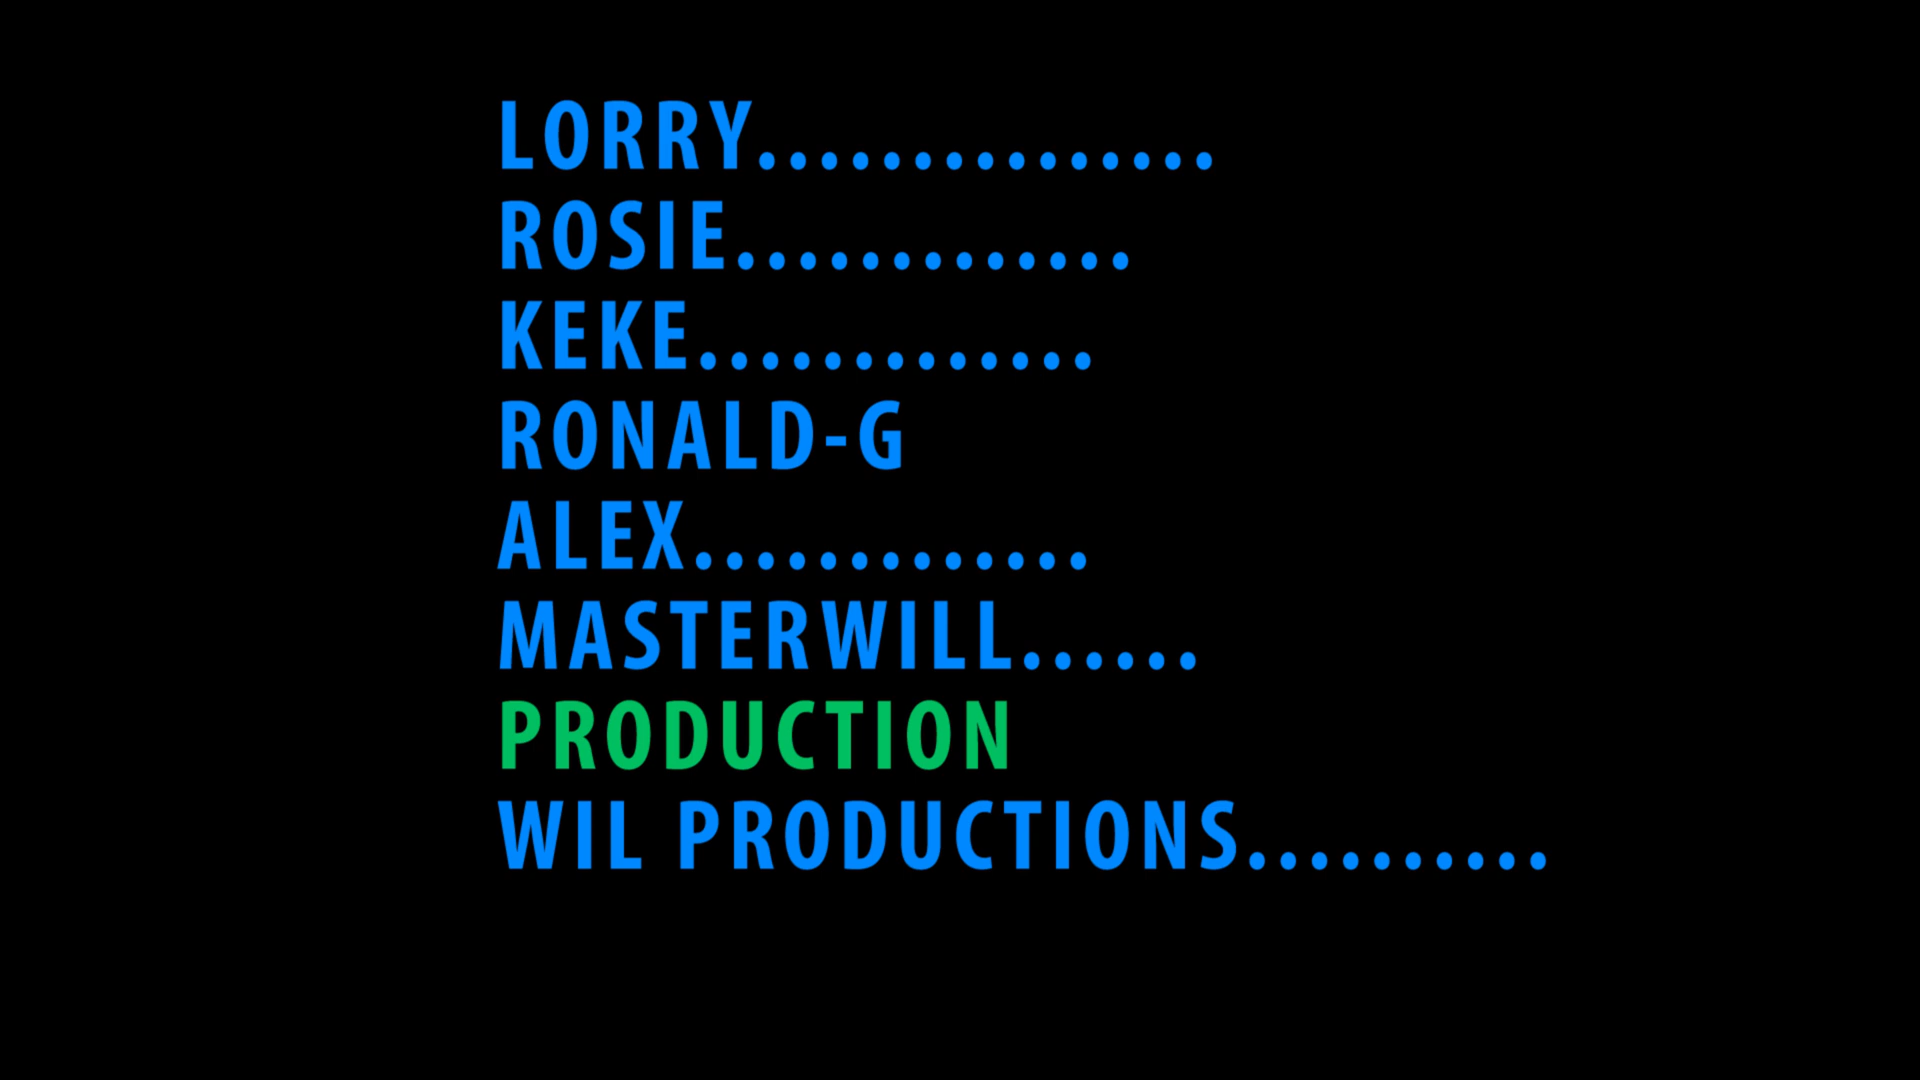 LORRY...............
ROSIE.............
KEKE.............
RONALD-G
ALEX.............
MASTERWILL......
PRODUCTION
WIL PRODUCTIONS..........